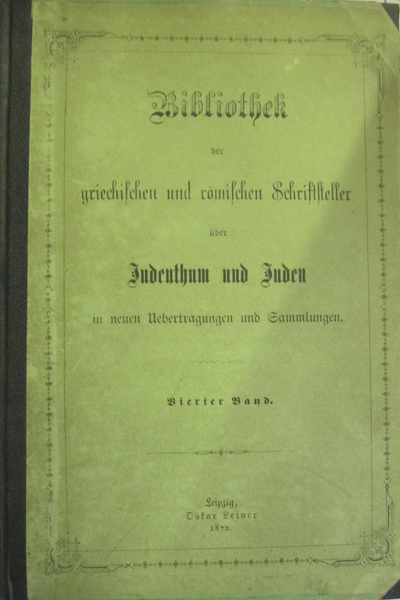 Bibliothek
der
griechischen und römischen Schriftsteller
über
Judenthum und Juden
in neuen Uebertragungen und Sammlungen.
Vierter Band.
Leipzig,
Oskar Leiner
1872.